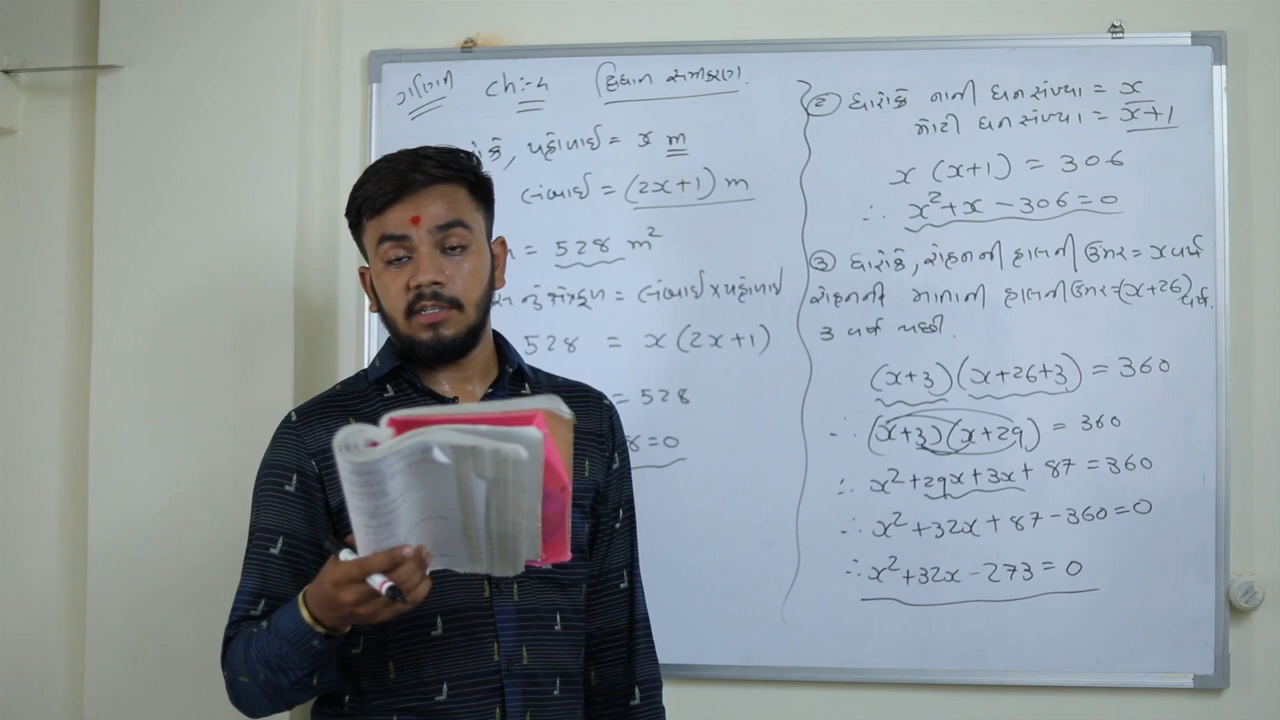 ગણિત ch:-4 દ્વિઘાત સમીકરણ
, પહોળાઈ = x m
લંબાઈ = (2x+1) m
= 528 m²
નું ક્ષેત્રફળ = લંબાઈ x પહોળાઈ
528 = x(2x+1)
= 528
8=0
② ધારો કે નાની ધન સંખ્યા = x
મોટી ધન સંખ્યા = x+1
x (x+1) = 306
∴ x²+x-306=0
③ ધારો કે, રોહનની હાલની ઉંમર = x વર્ષ
રોહનની માતાની હાલની ઉંમર=(x+26) વર્ષ.
3 વર્ષ પછી.
(x+3)(x+26+3) = 360
∴ (x+3)(x+29) = 360
∴ x²+29x+3x+87=360
∴ x²+32x+87-360=0
∴ x²+32x-273=0